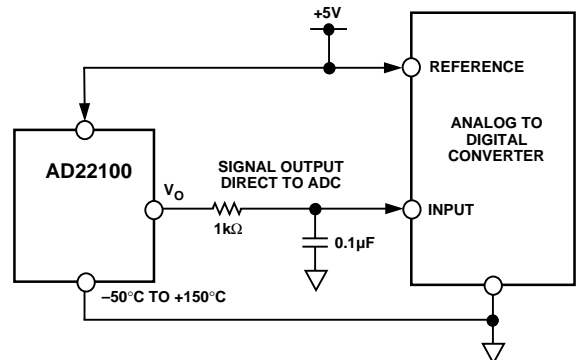 +5V
REFERENCE
ANALOG TO
DIGITAL
CONVERTER
AD22100
V_O
SIGNAL OUTPUT
DIRECT TO ADC
INPUT
1kΩ
0.1µF
–50°C TO +150°C